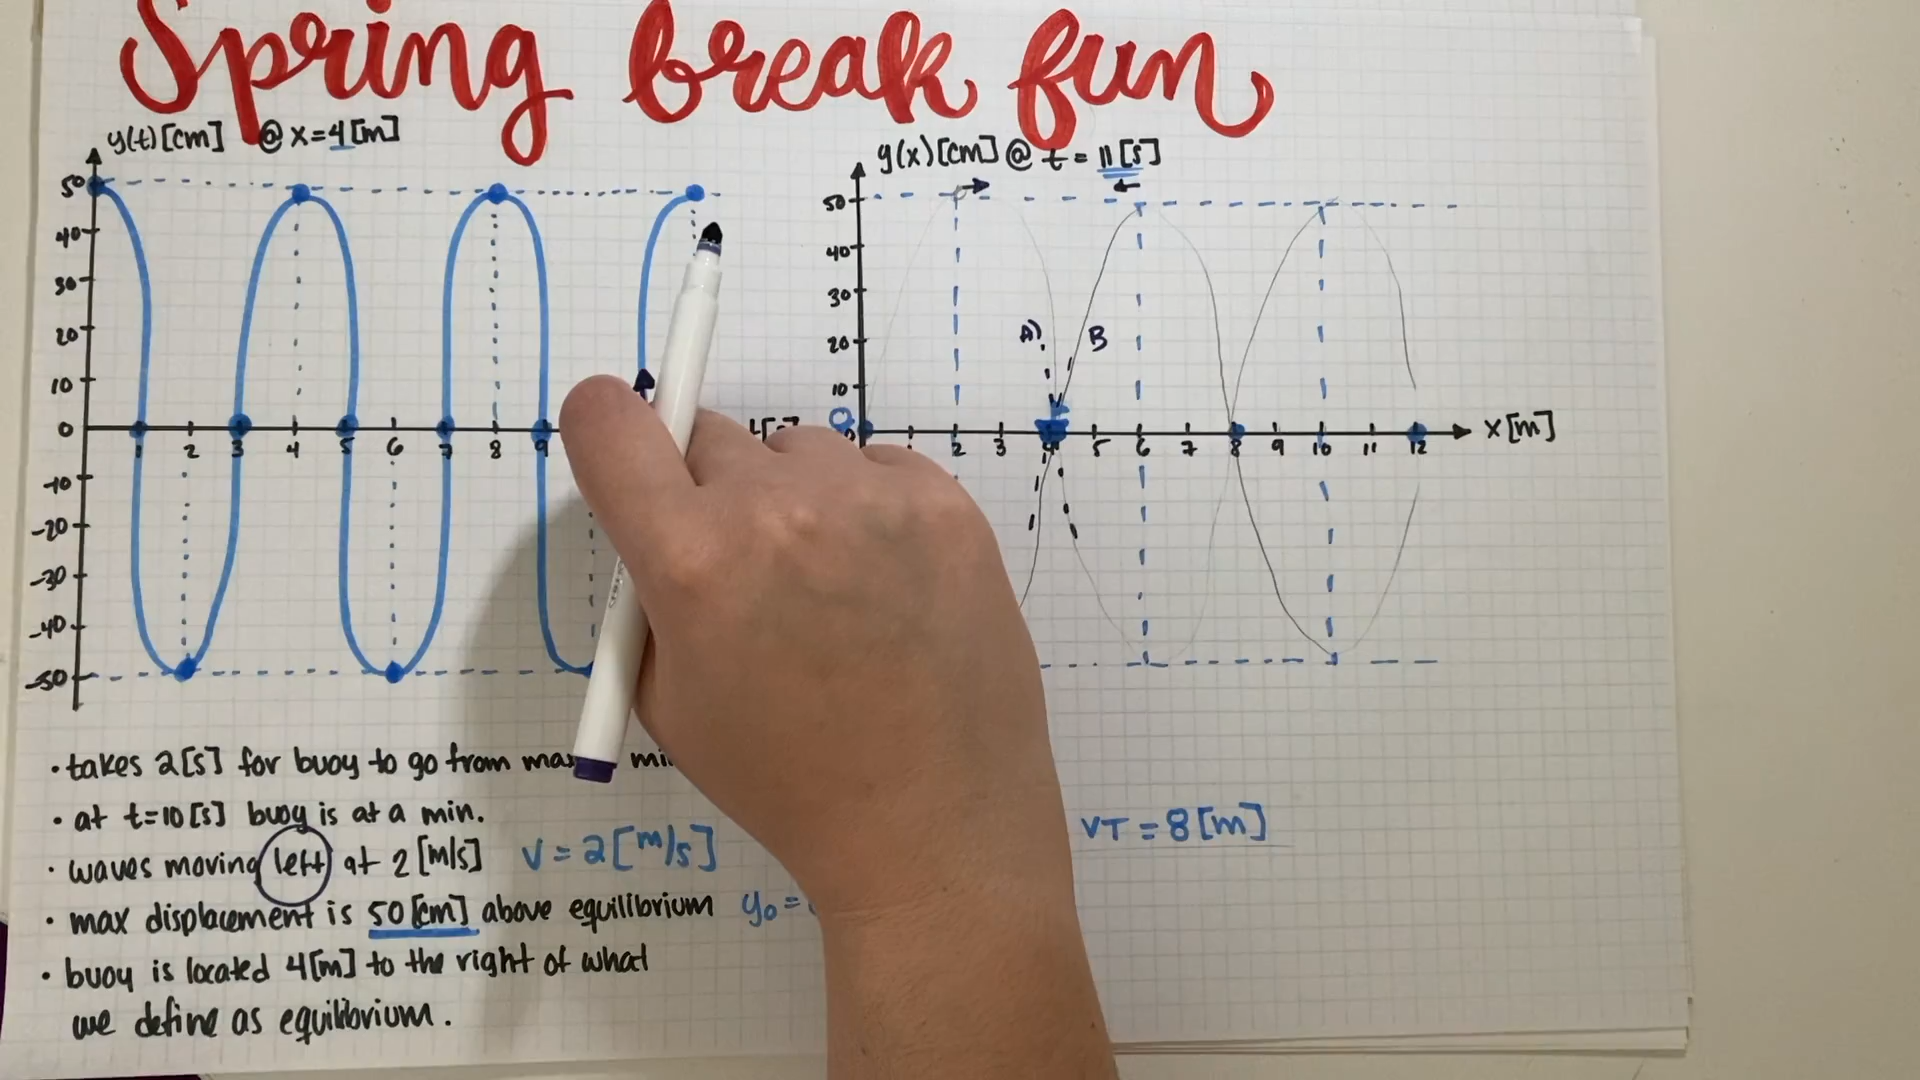 Spring break fun
y(t) [cm] @ x=4[m]
50
40
30
20
10
0
-10
-20
-30
-40
-50
1 2 3 4 5 6 7 8 9
y(x) [cm] @ t = 11[s]
50
40
30
20
10
0
A) B
2 3 4 5 6 7 8 9 10 11 12
x [m]
• takes 2[s] for buoy to go from
• at t=10[s] buoy is at a min.
• waves moving left at 2 [m/s] v = 2[m/s]
vT = 8[m]
• max displacement is 50[cm] above equilibrium y₀ =
• buoy is located 4[m] to the right of what
we define as equilibrium.